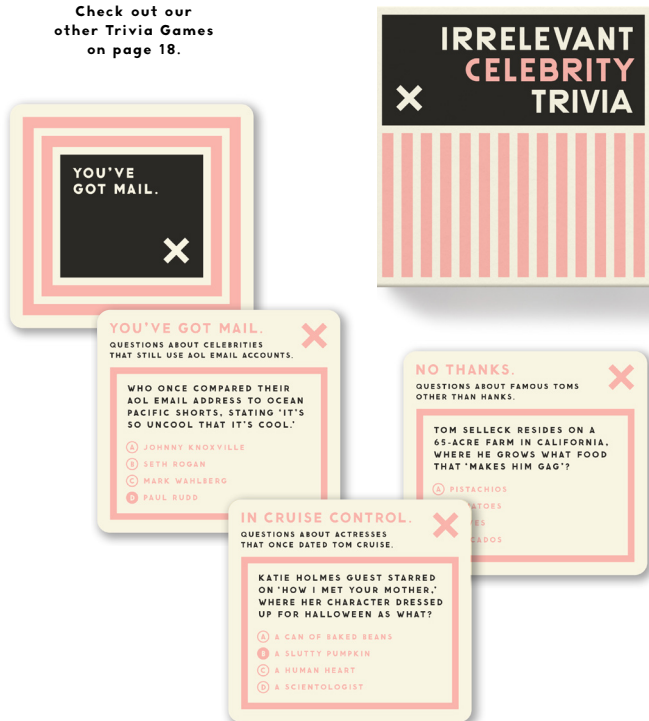 Check out our
other Trivia Games
on page 18.
IRRELEVANT
CELEBRITY
TRIVIA
YOU'VE
GOT MAIL.
YOU'VE GOT MAIL.
QUESTIONS ABOUT CELEBRITIES
THAT STILL USE AOL EMAIL ACCOUNTS.
WHO ONCE COMPARED THEIR
AOL EMAIL ADDRESS TO OCEAN
PACIFIC SHORTS, STATING 'IT'S
SO UNCOOL THAT IT'S COOL.'
A JOHNNY KNOXVILLE
B SETH ROGAN
C MARK WAHLBERG
D PAUL RUDD
NO THANKS.
QUESTIONS ABOUT FAMOUS TOMS
OTHER THAN HANKS.
TOM SELLECK RESIDES ON A
65-ACRE FARM IN CALIFORNIA,
WHERE HE GROWS WHAT FOOD
THAT 'MAKES HIM GAG'?
A PISTACHIOS
IN CRUISE CONTROL.
QUESTIONS ABOUT ACTRESSES
THAT ONCE DATED TOM CRUISE.
KATIE HOLMES GUEST STARRED
ON 'HOW I MET YOUR MOTHER,'
WHERE HER CHARACTER DRESSED
UP FOR HALLOWEEN AS WHAT?
A A CAN OF BAKED BEANS
B A SLUTTY PUMPKIN
C A HUMAN HEART
D A SCIENTOLOGIST